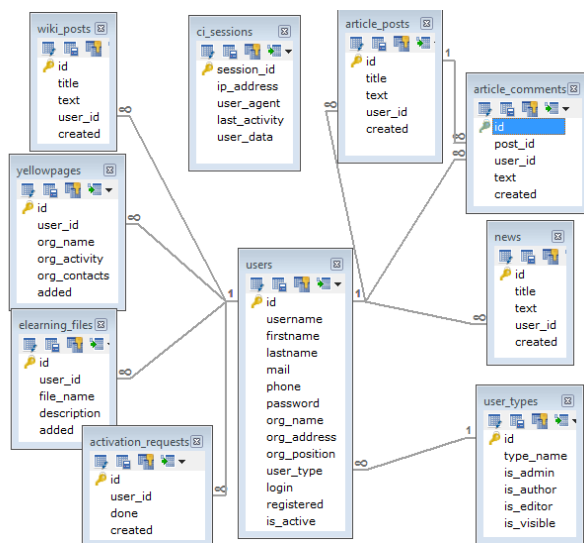 wiki_posts
id
title
text
user_id
created
ci_sessions
session_id
ip_address
user_agent
last_activity
user_data
article_posts
id
title
text
user_id
created
article_comments
id
post_id
user_id
text
created
yellowpages
id
user_id
org_name
org_activity
org_contacts
added
users
id
username
firstname
lastname
mail
phone
password
org_name
org_address
org_position
user_type
login
registered
is_active
news
id
title
text
user_id
created
elearning_files
id
user_id
file_name
description
added
activation_requests
id
user_id
done
created
user_types
id
type_name
is_admin
is_author
is_editor
is_visible
1
∞
∞
∞
∞
∞
1
1
∞
∞
∞
1
∞
∞